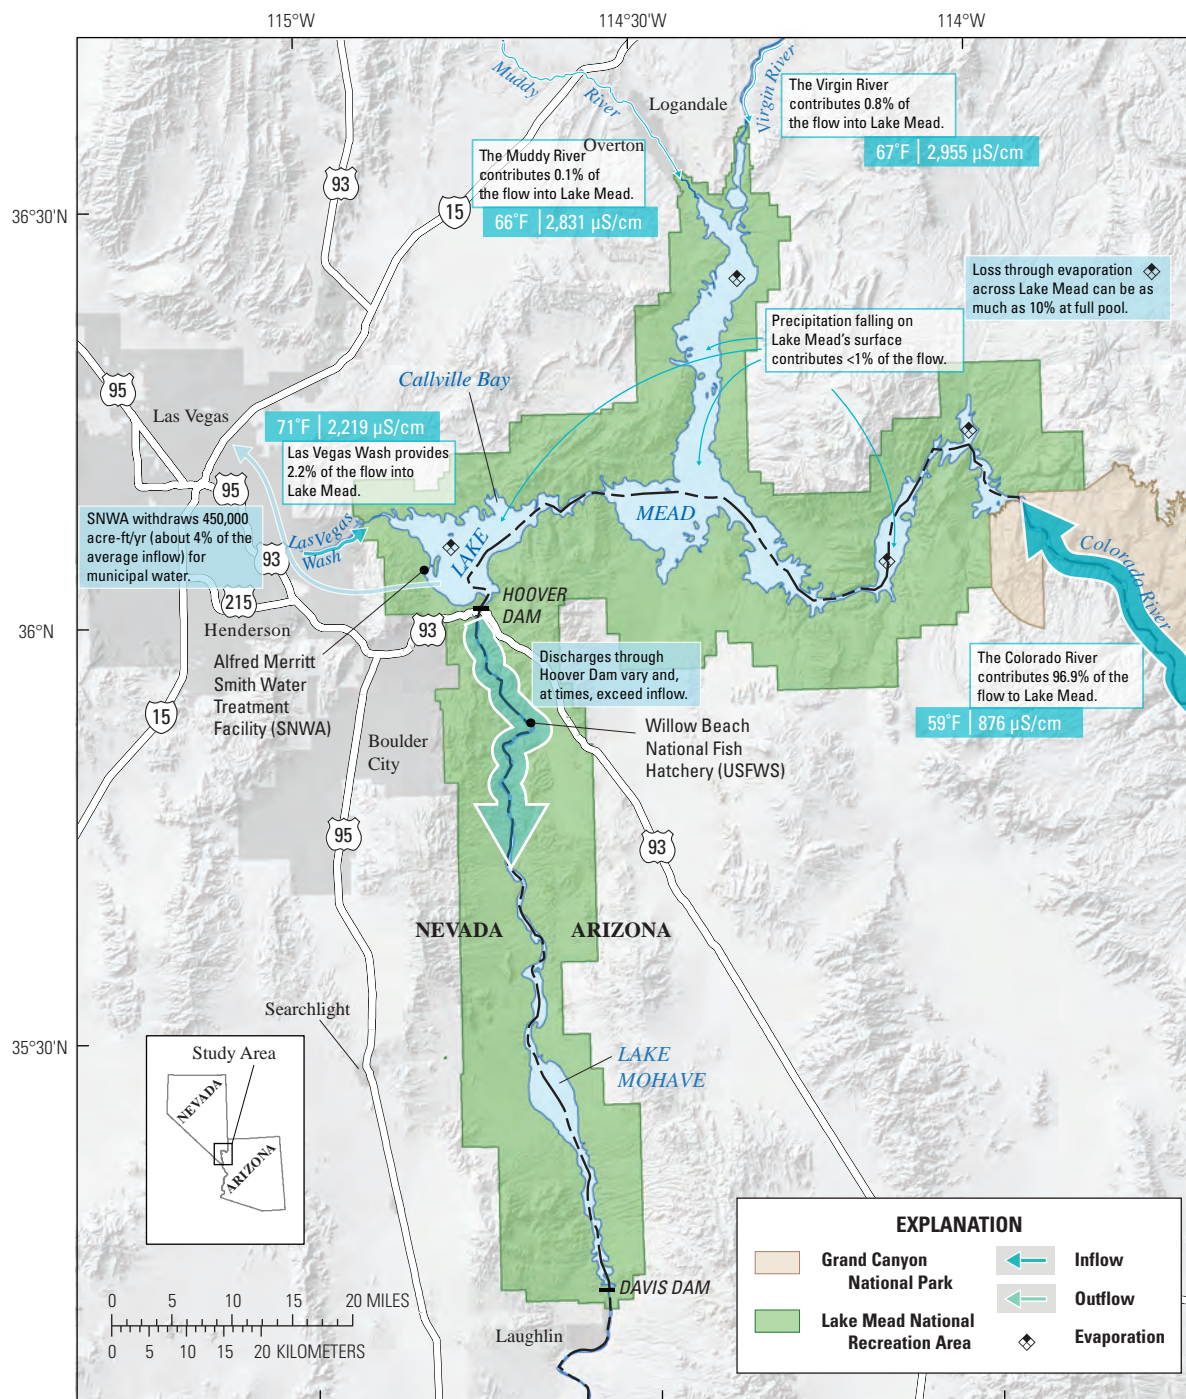 115°W
114°30'W
114°W
Muddy
River
Virgin River
Logandale
Overton
The Virgin River
contributes 0.8% of
the flow into Lake Mead.
67°F | 2,955 µS/cm
The Muddy River
contributes 0.1% of
the flow into Lake Mead.
66°F | 2,831 µS/cm
93
15
36°30'N
Loss through evaporation
across Lake Mead can be as
much as 10% at full pool.
Precipitation falling on
Lake Mead's surface
contributes <1% of the flow.
95
Callville Bay
Las Vegas
71°F | 2,219 µS/cm
Las Vegas Wash provides
2.2% of the flow into
Lake Mead.
95
SNWA withdraws 450,000
acre-ft/yr (about 4% of the
average inflow) for
municipal water.
Las Vegas
Wash
LAKE
MEAD
93
215
HOOVER
DAM
Colorado River
36°N
Henderson
93
Alfred Merritt
Smith Water
Treatment
Facility (SNWA)
Discharges through
Hoover Dam vary and,
at times, exceed inflow.
The Colorado River
contributes 96.9% of the
flow to Lake Mead.
59°F | 876 µS/cm
15
Boulder
City
Willow Beach
National Fish
Hatchery (USFWS)
95
93
NEVADA
ARIZONA
Searchlight
35°30'N
LAKE
MOHAVE
Study Area
NEVADA
ARIZONA
DAVIS DAM
Laughlin
0 5 10 15 20 MILES
0 5 10 15 20 KILOMETERS
EXPLANATION
Grand Canyon
National Park
Lake Mead National
Recreation Area
Inflow
Outflow
Evaporation